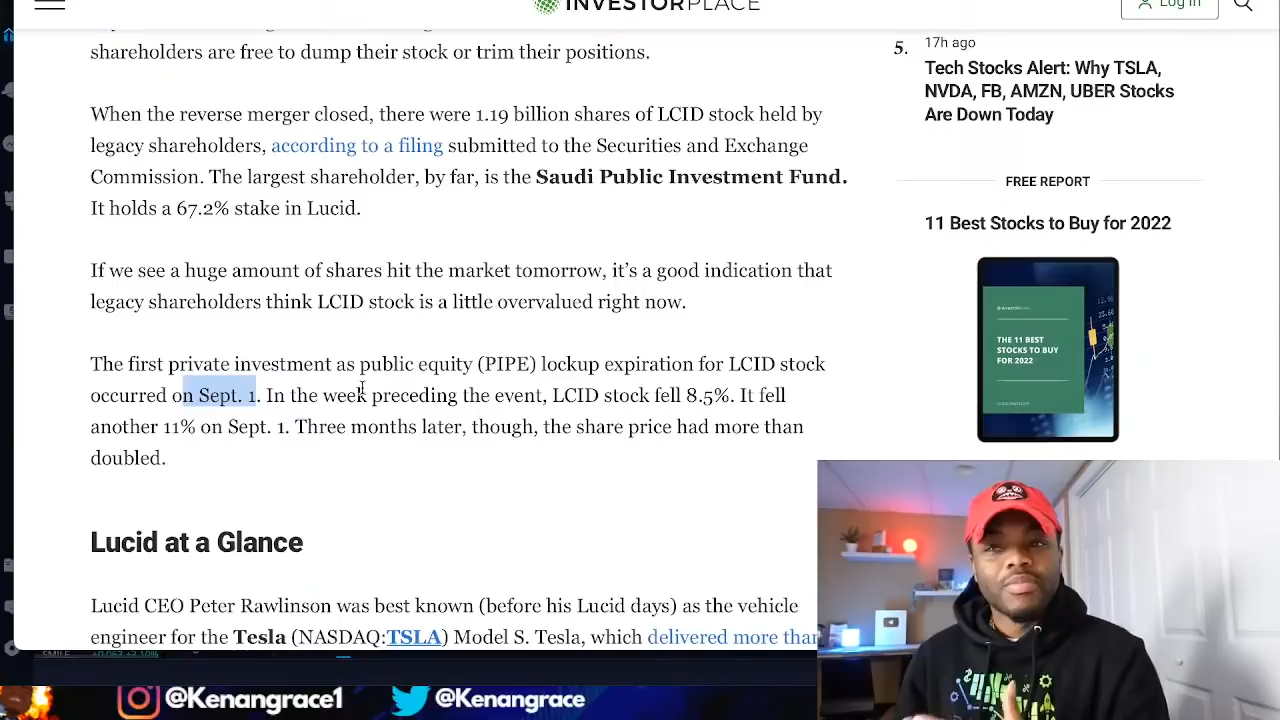 INVESTORPLACE
Log in
shareholders are free to dump their stock or trim their positions.
When the reverse merger closed, there were 1.19 billion shares of LCID stock held by
legacy shareholders, according to a filing submitted to the Securities and Exchange
Commission. The largest shareholder, by far, is the Saudi Public Investment Fund.
It holds a 67.2% stake in Lucid.
If we see a huge amount of shares hit the market tomorrow, it's a good indication that
legacy shareholders think LCID stock is a little overvalued right now.
The first private investment as public equity (PIPE) lockup expiration for LCID stock
occurred on Sept. 1. In the week preceding the event, LCID stock fell 8.5%. It fell
another 11% on Sept. 1. Three months later, though, the share price had more than
doubled.
Lucid at a Glance
Lucid CEO Peter Rawlinson was best known (before his Lucid days) as the vehicle
engineer for the Tesla (NASDAQ:TSLA) Model S. Tesla, which delivered more than
5.
17h ago
Tech Stocks Alert: Why TSLA,
NVDA, FB, AMZN, UBER Stocks
Are Down Today
FREE REPORT
11 Best Stocks to Buy for 2022
THE 11 BEST
STOCKS TO BUY
FOR 2022
SMILE
@Kenangrace1
@Kenangrace